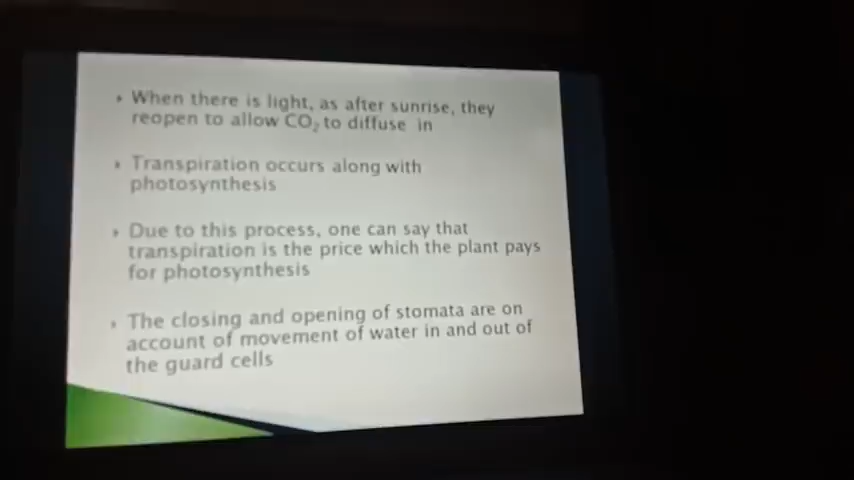 When there is light, as after sunrise, they
reopen to allow CO₂ to diffuse in
Transpiration occurs along with
photosynthesis
Due to this process, one can say that
transpiration is the price which the plant pays
for photosynthesis
The closing and opening of stomata are on
account of movement of water in and out of
the guard cells